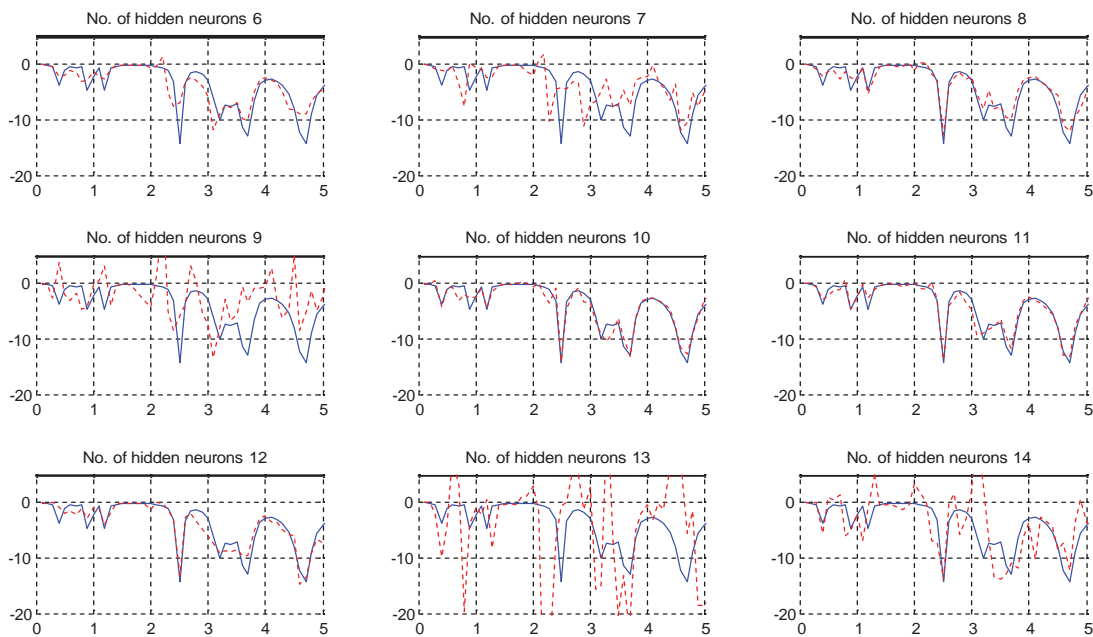 No. of hidden neurons 6
No. of hidden neurons 7
No. of hidden neurons 8
0
-10
-20
0 1 2 3 4 5
0
-10
-20
0 1 2 3 4 5
0
-10
-20
0 1 2 3 4 5
No. of hidden neurons 9
No. of hidden neurons 10
No. of hidden neurons 11
0
-10
-20
0 1 2 3 4 5
0
-10
-20
0 1 2 3 4 5
0
-10
-20
0 1 2 3 4 5
No. of hidden neurons 12
No. of hidden neurons 13
No. of hidden neurons 14
0
-10
-20
0 1 2 3 4 5
0
-10
-20
0 1 2 3 4 5
0
-10
-20
0 1 2 3 4 5